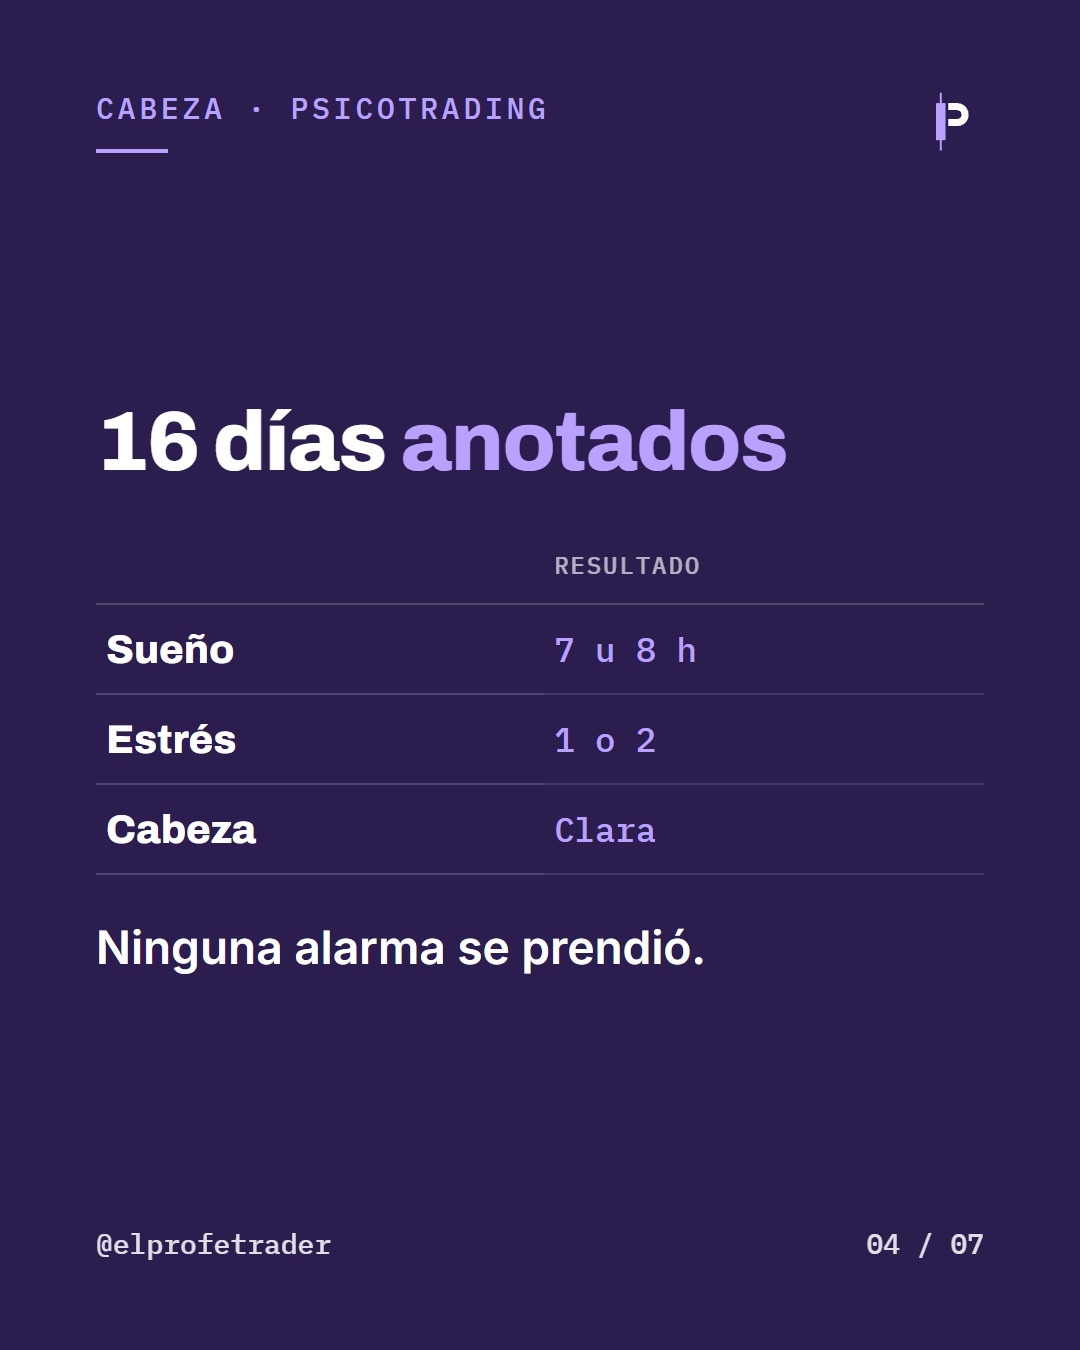 CABEZA · PSICOTRADING
16 días anotados
RESULTADO
Sueño 7 u 8 h
Estrés 1 o 2
Cabeza Clara
Ninguna alarma se prendió.
@elprofetrader 04 / 07